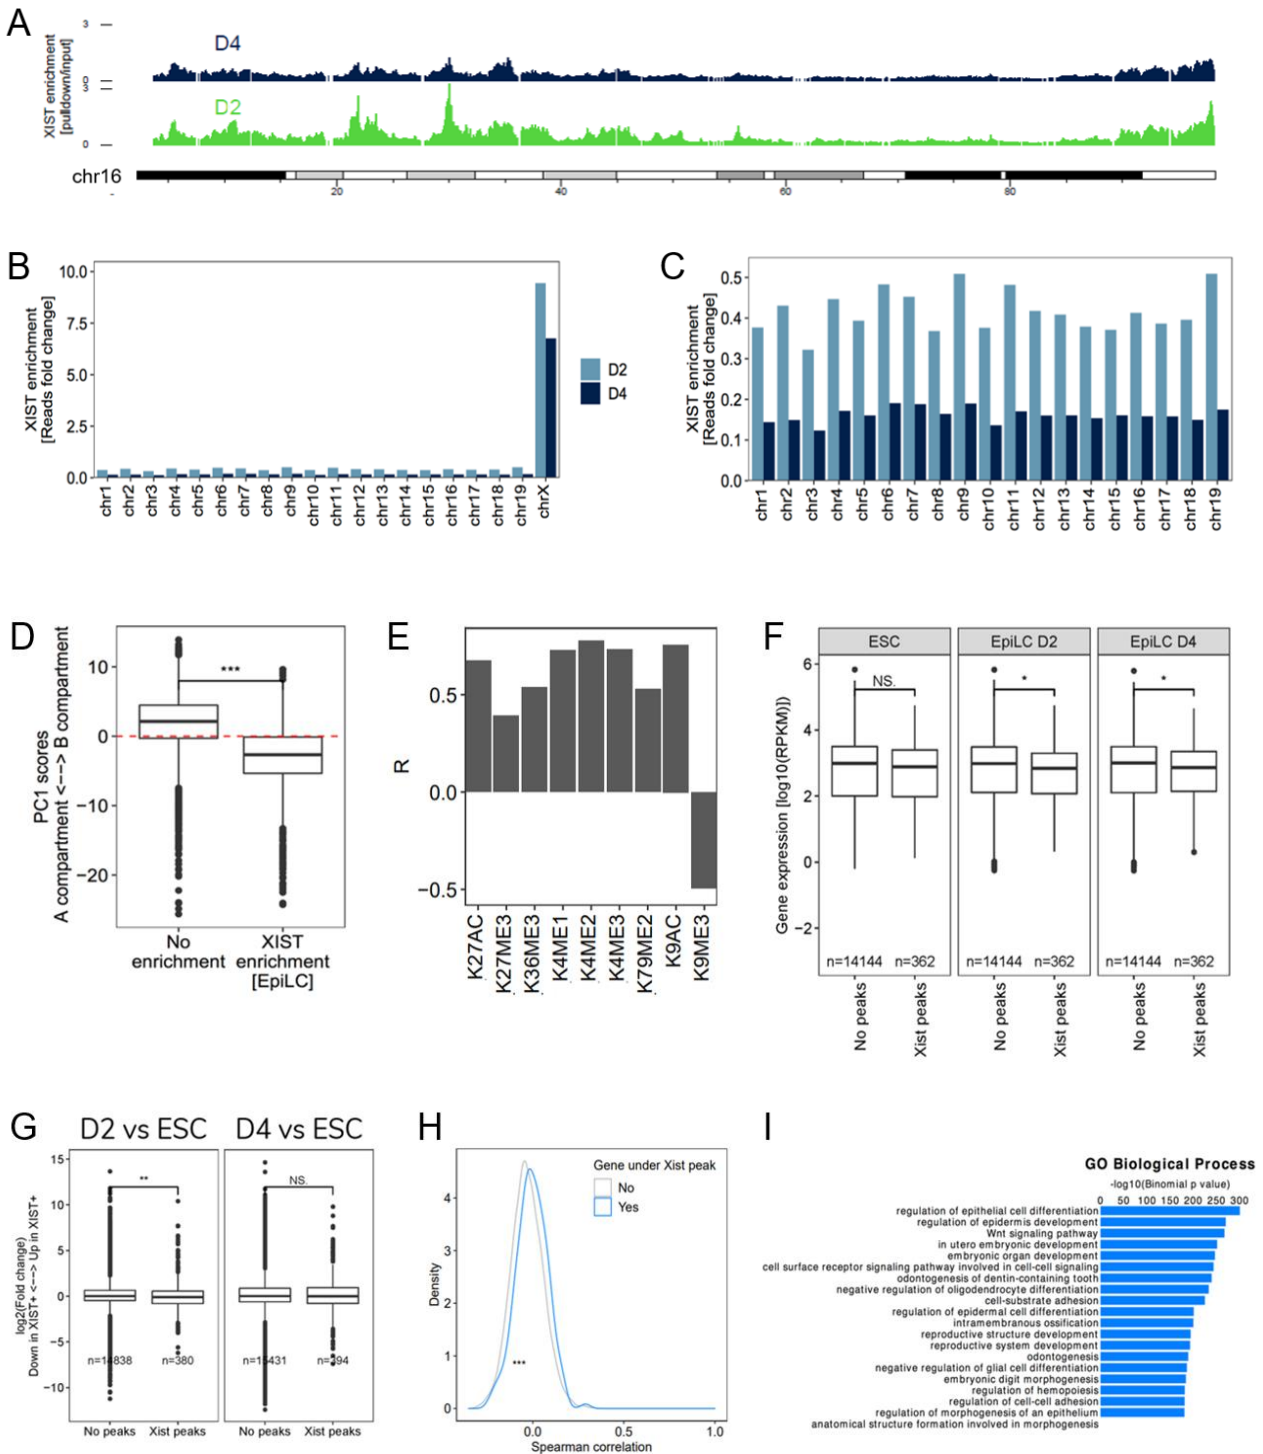 A
XIST enrichment
[pulldown/input]
3
D4
0
3
D2
0
chr16
20
40
60
80
B
XIST enrichment
[Reads fold change]
10.0
7.5
5.0
2.5
0.0
chr1
chr2
chr3
chr4
chr5
chr6
chr7
chr8
chr9
chr10
chr11
chr12
chr13
chr14
chr15
chr16
chr17
chr18
chr19
chrX
D2
D4
C
XIST enrichment
[Reads fold change]
0.5
0.4
0.3
0.2
0.1
0.0
chr1
chr2
chr3
chr4
chr5
chr6
chr7
chr8
chr9
chr10
chr11
chr12
chr13
chr14
chr15
chr16
chr17
chr18
chr19
D
PC1 scores
A compartment <---> B compartment
10
0
−10
−20
***
No
enrichment
XIST
enrichment
[EpiLC]
E
R
0.5
0.0
−0.5
K27AC
K27ME3
K36ME3
K4ME1
K4ME2
K4ME3
K79ME2
K9AC
K9ME3
F
Gene expression [log10(RPKM)])
6
4
2
0
−2
ESC
EpiLC D2
EpiLC D4
NS.
*
*
n=14144
n=362
n=14144
n=362
n=14144
n=362
No peaks
Xist peaks
No peaks
Xist peaks
No peaks
Xist peaks
G
D2 vs ESC
D4 vs ESC
log2(Fold change)
Down in XIST+ <---> Up in XIST+
15
10
5
0
−5
−10
**
NS.
n=14838
n=380
n=15431
n=394
No peaks
Xist peaks
No peaks
Xist peaks
H
Density
4
3
2
1
0
Gene under Xist peak
No
Yes
***
0.0
0.5
1.0
Spearman correlation
I
GO Biological Process
-log10(Binomial p value)
0 50 100 150 200 250 300
regulation of epithelial cell differentiation
regulation of epidermis development
Wnt signaling pathway
in utero embryonic development
embryonic organ development
cell surface receptor signaling pathway involved in cell-cell signaling
odontogenesis of dentin-containing tooth
negative regulation of oligodendrocyte differentiation
cell-substrate adhesion
regulation of epidermal cell differentiation
intramembranous ossification
reproductive structure development
reproductive system development
odontogenesis
negative regulation of glial cell differentiation
embryonic digit morphogenesis
regulation of hemopoiesis
regulation of cell-cell adhesion
regulation of morphogenesis of an epithelium
anatomical structure formation involved in morphogenesis